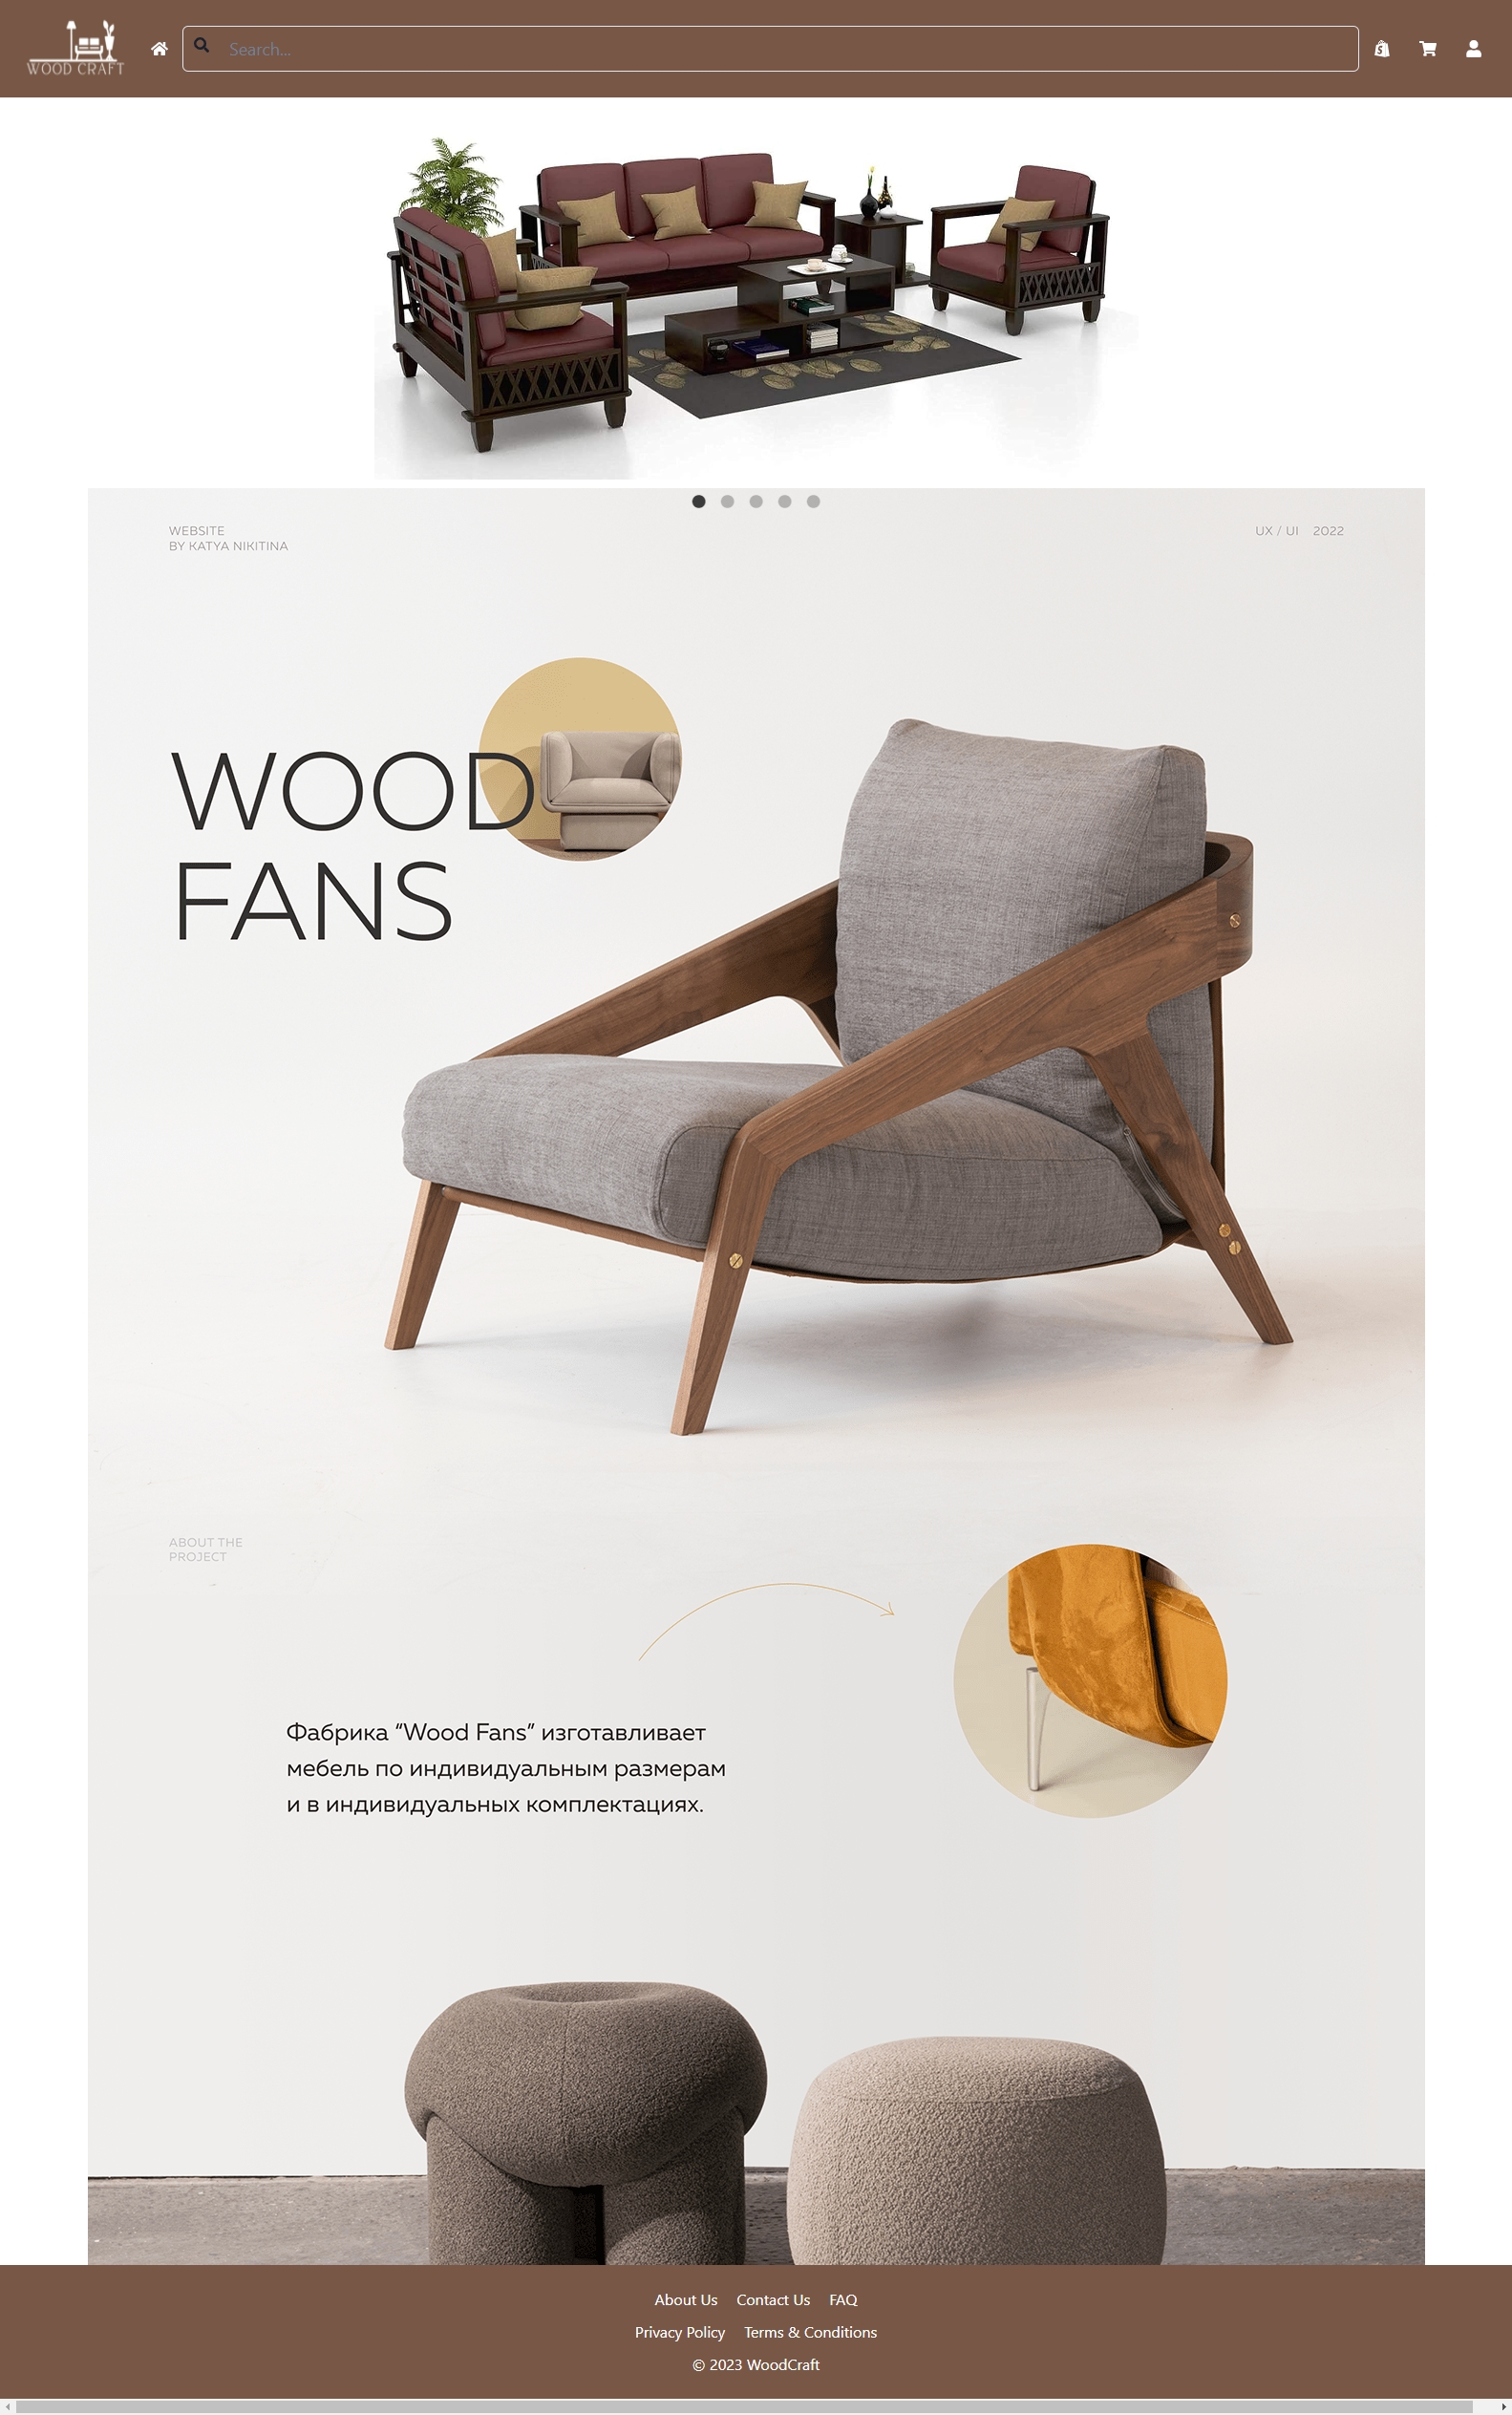 WOOD CRAFT
Search...
WEBSITE
BY KATYA NIKITINA
UX / UI 2022
WOOD
FANS
ABOUT THE
PROJECT
Фабрика “Wood Fans” изготавливает
мебель по индивидуальным размерам
и в индивидуальных комплектациях.
About Us Contact Us FAQ
Privacy Policy Terms & Conditions
© 2023 WoodCraft